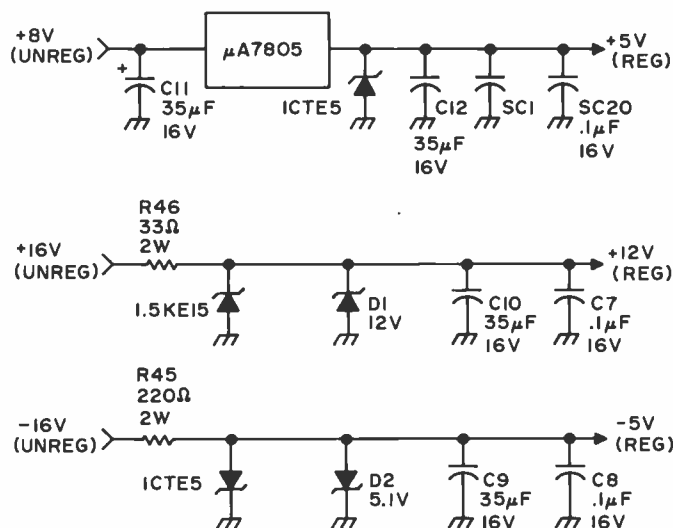 +8V
(UNREG)
μA7805
+5V
(REG)
+
C11
35μF
16V
ICTE5
C12
35μF
16V
SC1
SC20
.1μF
16V
R46
33Ω
2W
+16V
(UNREG)
+12V
(REG)
1.5KE15
D1
12V
C10
35μF
16V
C7
.1μF
16V
R45
220Ω
2W
-16V
(UNREG)
-5V
(REG)
ICTE5
D2
5.1V
C9
35μF
16V
C8
.1μF
16V